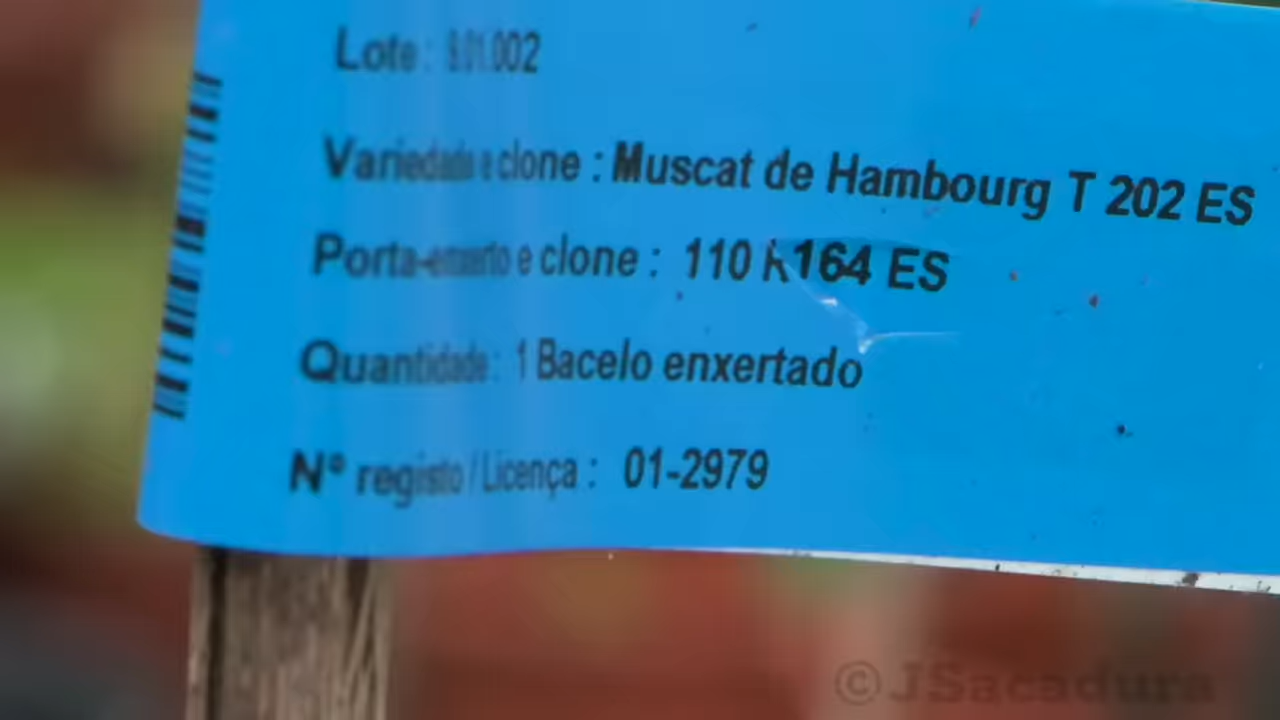 Lote : 8.01.002
Variedade e clone : Muscat de Hambourg T 202 ES
Porta-enxerto e clone : 110 R 164 ES
Quantidade : 1 Bacelo enxertado
Nº registo / Licença : 01-2979
©JSacadura